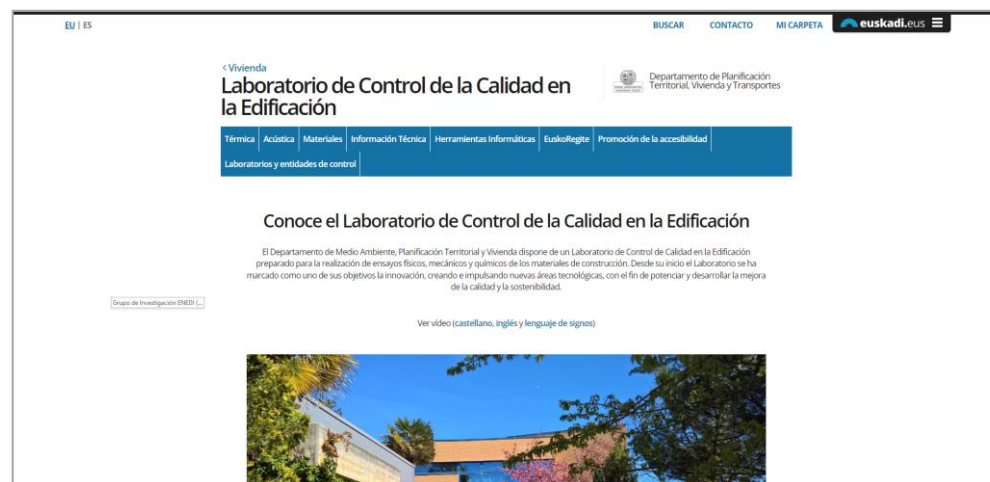 EU | ES
BUSCAR CONTACTO MI CARPETA euskadi.eus
< Vivienda
Laboratorio de Control de la Calidad en
la Edificación
Departamento de Planificación
Territorial, Vivienda y Transportes
Térmica Acústica Materiales Información Técnica Herramientas Informáticas EuskoRegite Promoción de la accesibilidad
Laboratorios y entidades de control
Conoce el Laboratorio de Control de la Calidad en la Edificación
El Departamento de Medio Ambiente, Planificación Territorial y Vivienda dispone de un Laboratorio de Control de Calidad en la Edificación
preparado para la realización de ensayos físicos, mecánicos y químicos de los materiales de construcción. Desde su inicio el Laboratorio se ha
marcado como uno de sus objetivos la innovación, creando e impulsando nuevas áreas tecnológicas, con el fin de potenciar y desarrollar la mejora
de la calidad y la sostenibilidad.
Grupo de Investigación ENEDI (...
Ver vídeo (castellano, inglés y lenguaje de signos)